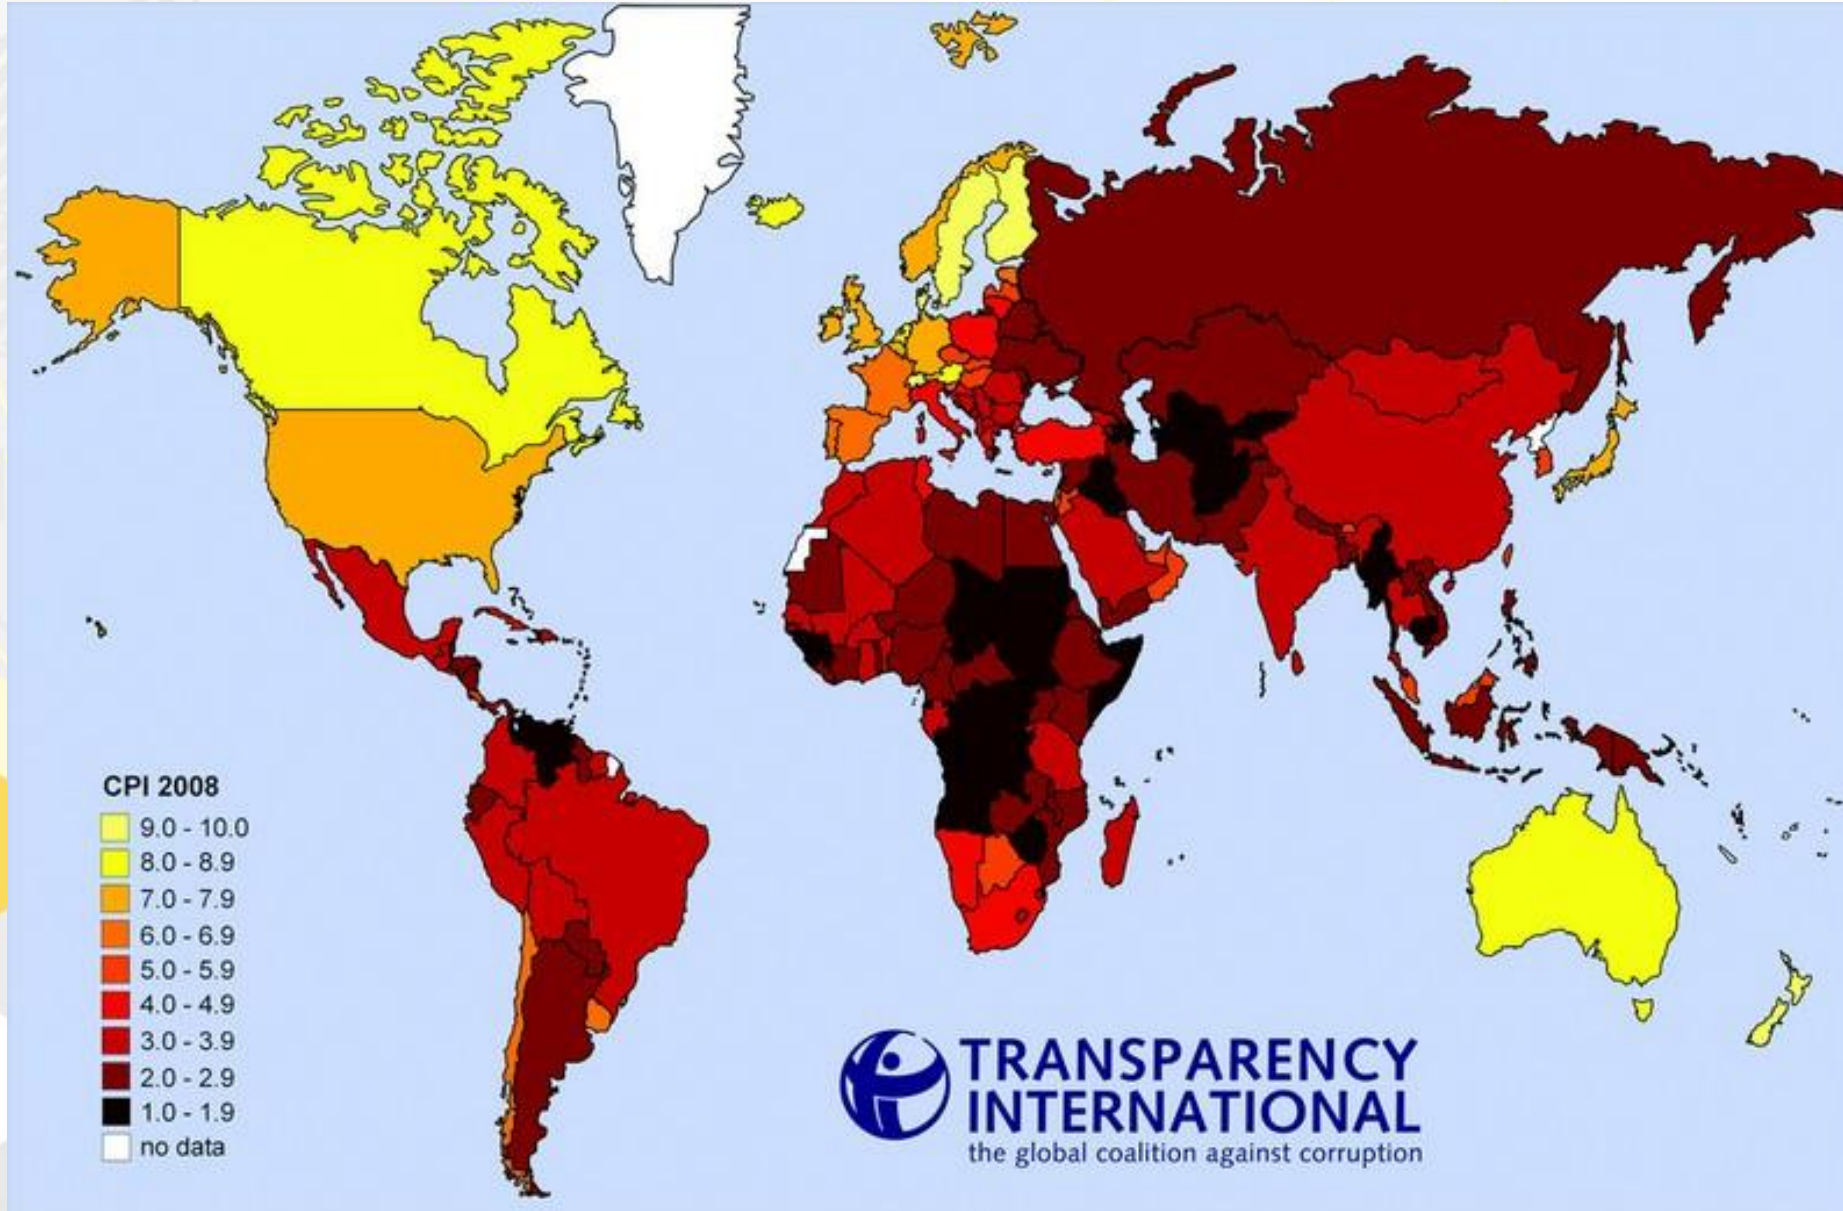 CPI 2008
9.0 - 10.0
8.0 - 8.9
7.0 - 7.9
6.0 - 6.9
5.0 - 5.9
4.0 - 4.9
3.0 - 3.9
2.0 - 2.9
1.0 - 1.9
no data
TRANSPARENCY
INTERNATIONAL
the global coalition against corruption